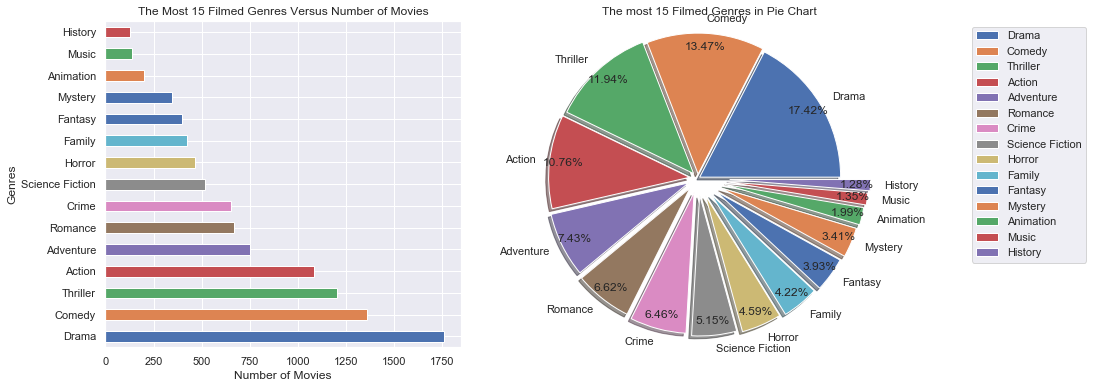 The Most 15 Filmed Genres Versus Number of Movies
History
Music
Animation
Mystery
Fantasy
Family
Horror
Science Fiction
Crime
Romance
Adventure
Action
Thriller
Comedy
Drama
Genres
0 250 500 750 1000 1250 1500 1750
Number of Movies
The most 15 Filmed Genres in Pie Chart
Comedy
13.47%
Thriller
11.94%
Drama
17.42%
Action
10.76%
Adventure
7.43%
Romance
6.62%
Crime
6.46%
Science Fiction
5.15%
Horror
4.59%
Family
4.22%
Fantasy
3.93%
Mystery
3.41%
Animation
1.99%
Music
1.35%
History
1.28%
Drama
Comedy
Thriller
Action
Adventure
Romance
Crime
Science Fiction
Horror
Family
Fantasy
Mystery
Animation
Music
History